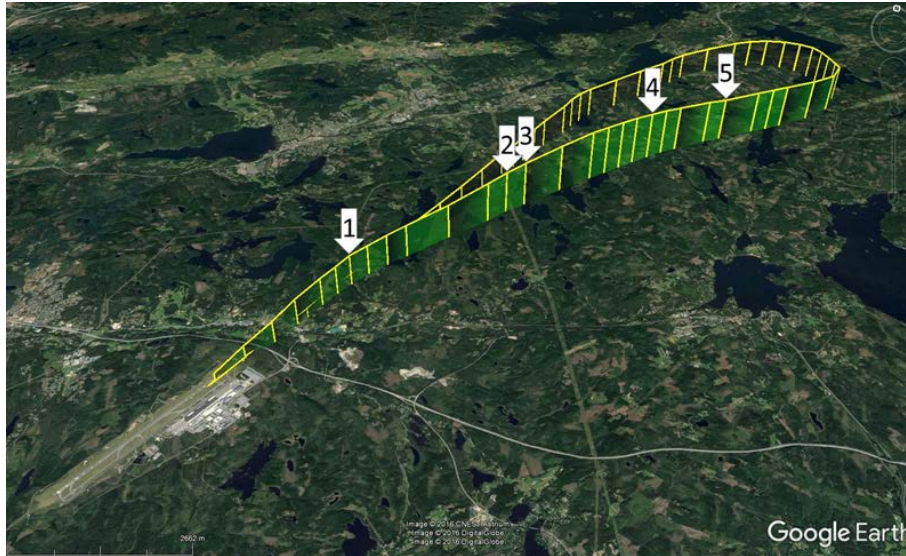 5
4
3
2
1
2662 m
Image © 2016 CNES / Astrium
Image © 2016 DigitalGlobe
Image © 2016 DigitalGlobe
Google Earth